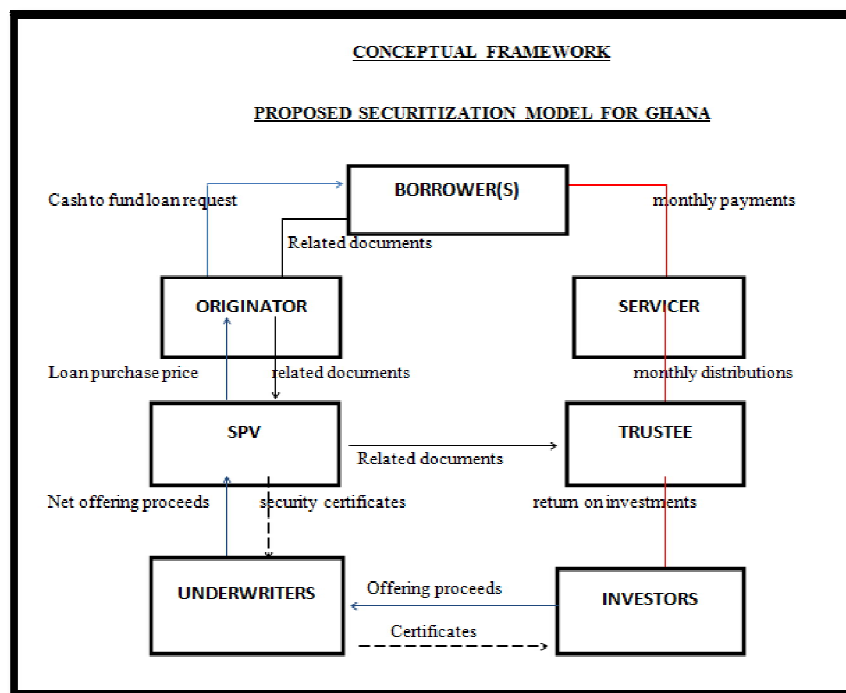 CONCEPTUAL FRAMEWORK
PROPOSED SECURITIZATION MODEL FOR GHANA
BORROWER(S)
Cash to fund loan request
monthly payments
Related documents
ORIGINATOR
SERVICER
Loan purchase price
related documents
monthly distributions
SPV
TRUSTEE
Related documents
Net offering proceeds
security certificates
return on investments
UNDERWRITERS
Offering proceeds
INVESTORS
Certificates